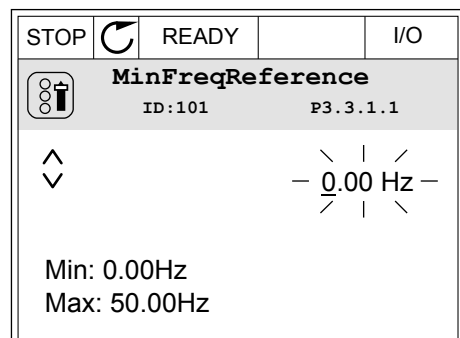 STOP READY I/O
MinFreqReference
ID:101 P3.3.1.1
0.00 Hz
Min: 0.00Hz
Max: 50.00Hz